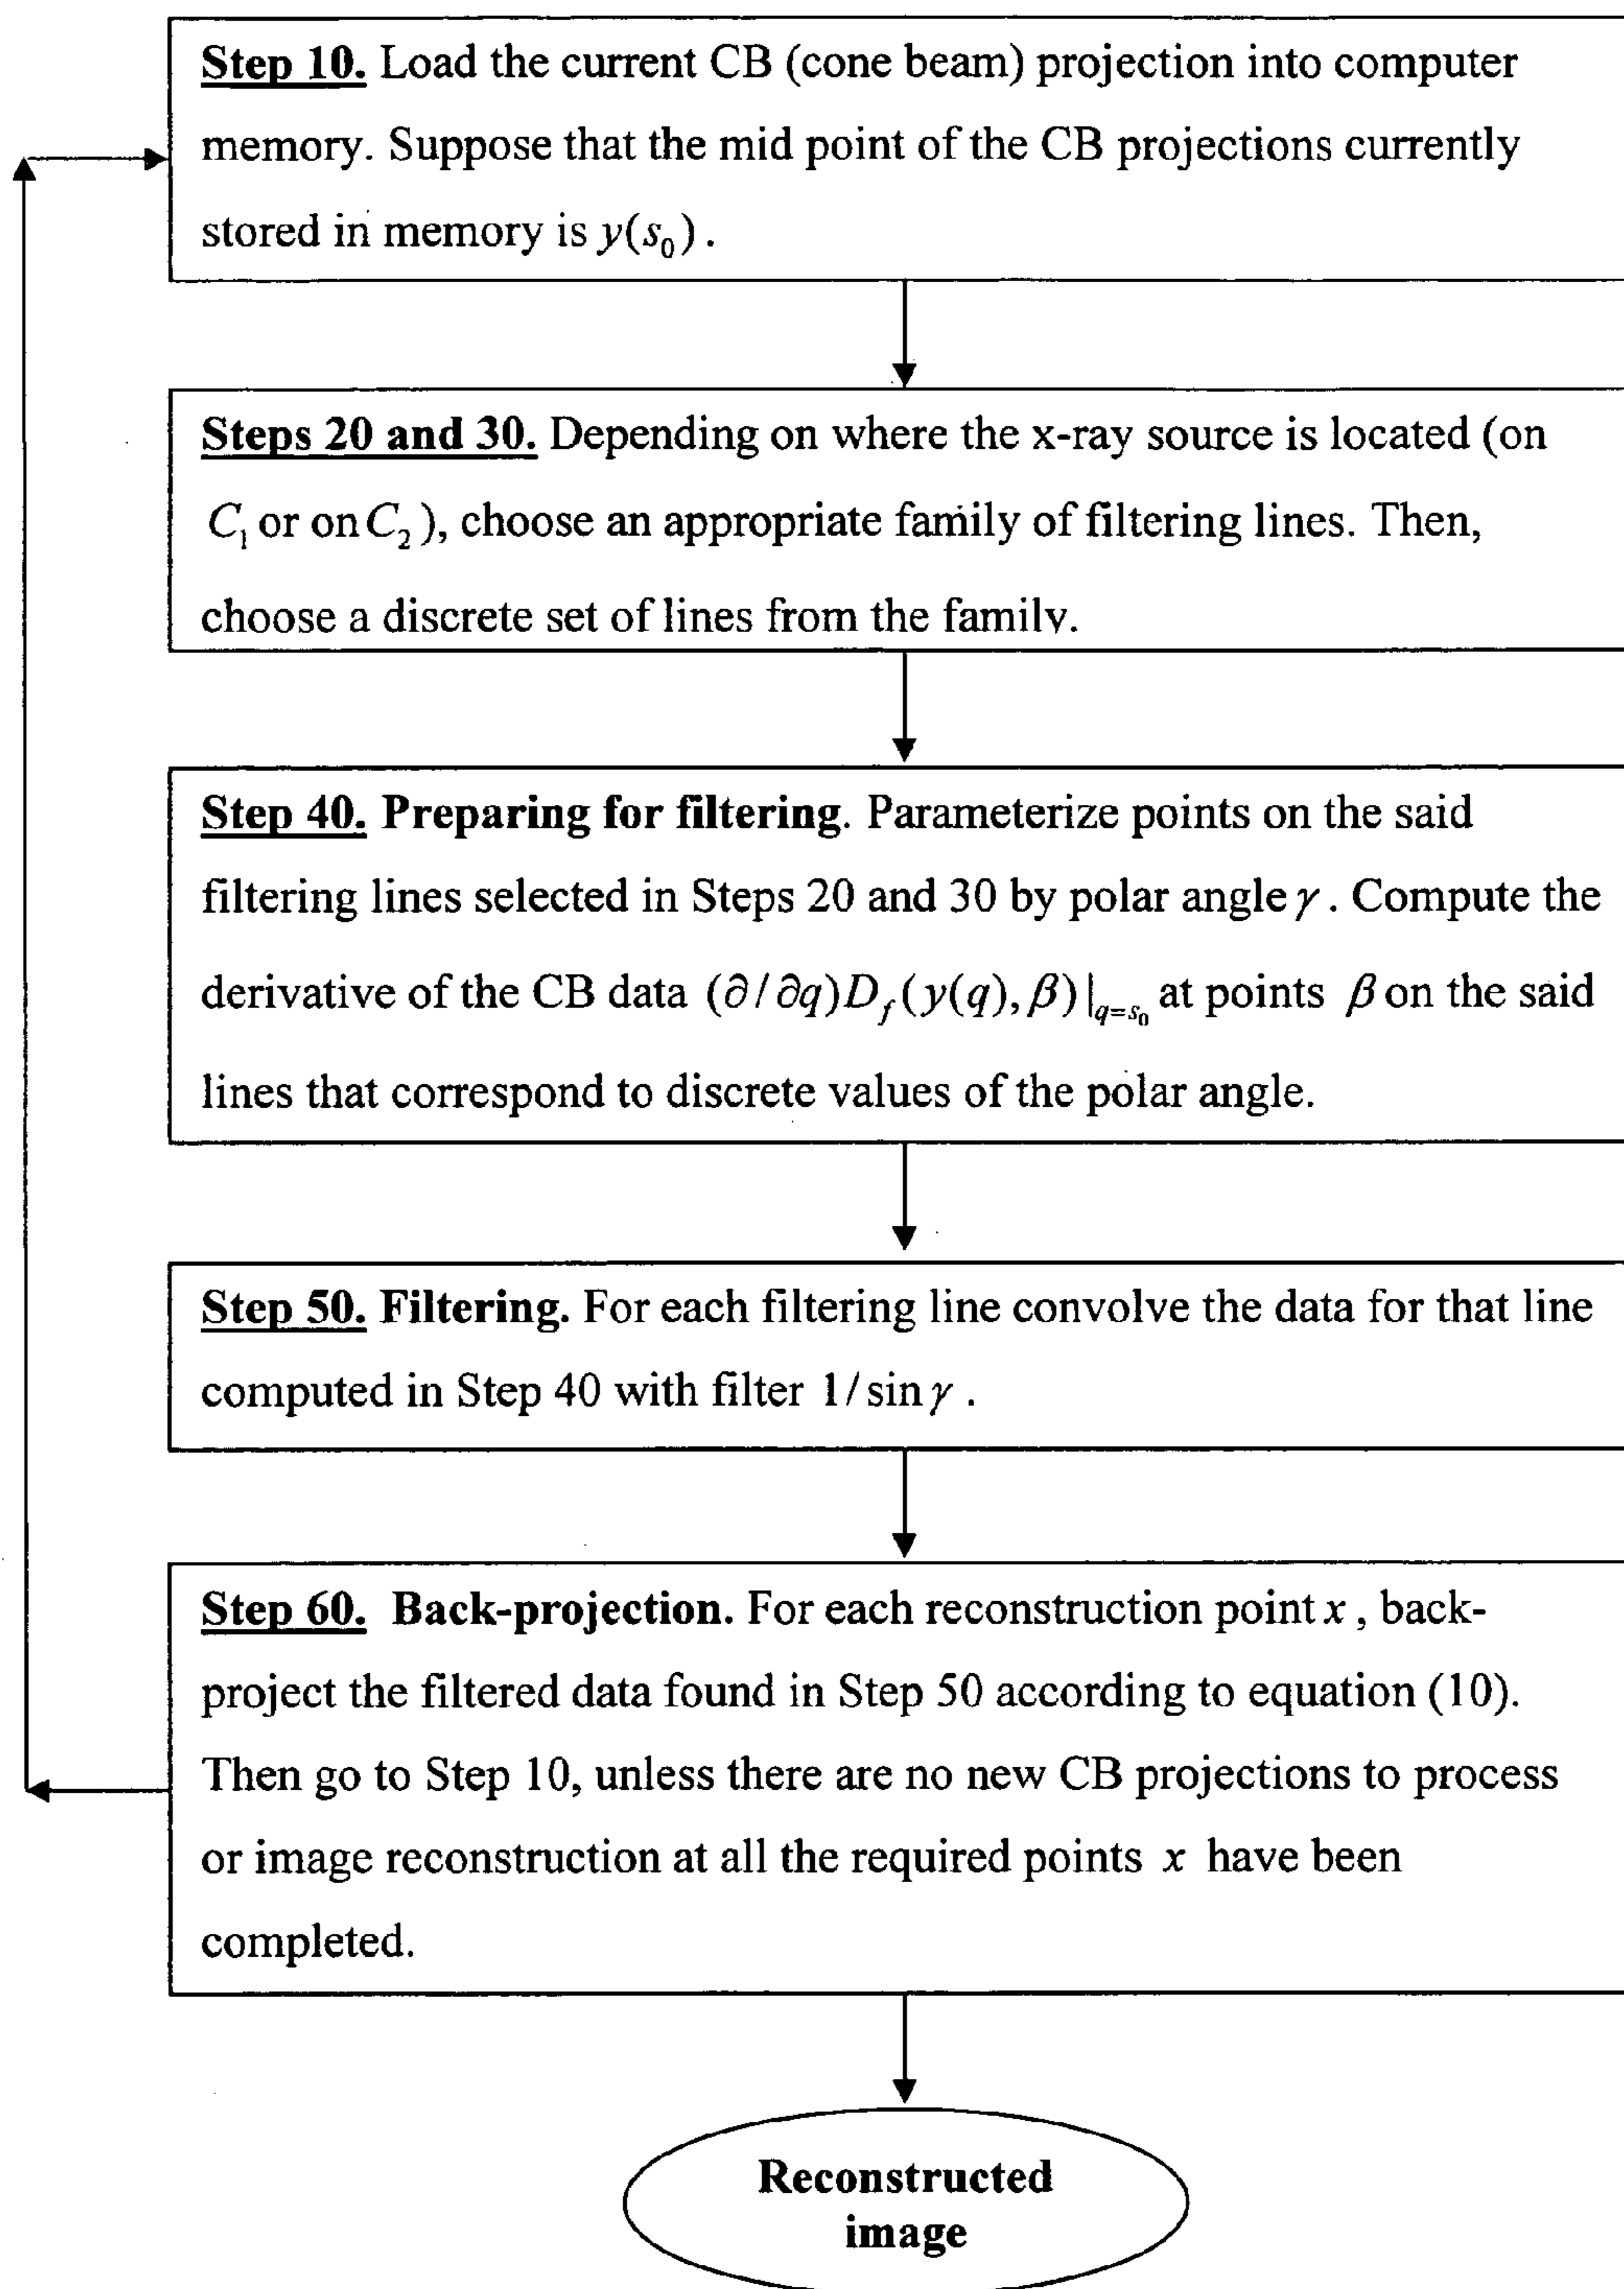 Step 10. Load the current CB (cone beam) projection into computer
memory. Suppose that the mid point of the CB projections currently
stored in memory is y(s₀).
Steps 20 and 30. Depending on where the x-ray source is located (on
C₁ or on C₂), choose an appropriate family of filtering lines. Then,
choose a discrete set of lines from the family.
Step 40. Preparing for filtering. Parameterize points on the said
filtering lines selected in Steps 20 and 30 by polar angle γ. Compute the
derivative of the CB data (∂/∂q)D_f(y(q),β)|_{q=s₀} at points β on the said
lines that correspond to discrete values of the polar angle.
Step 50. Filtering. For each filtering line convolve the data for that line
computed in Step 40 with filter 1/sin γ.
Step 60. Back-projection. For each reconstruction point x, back-
project the filtered data found in Step 50 according to equation (10).
Then go to Step 10, unless there are no new CB projections to process
or image reconstruction at all the required points x have been
completed.
Reconstructed
image